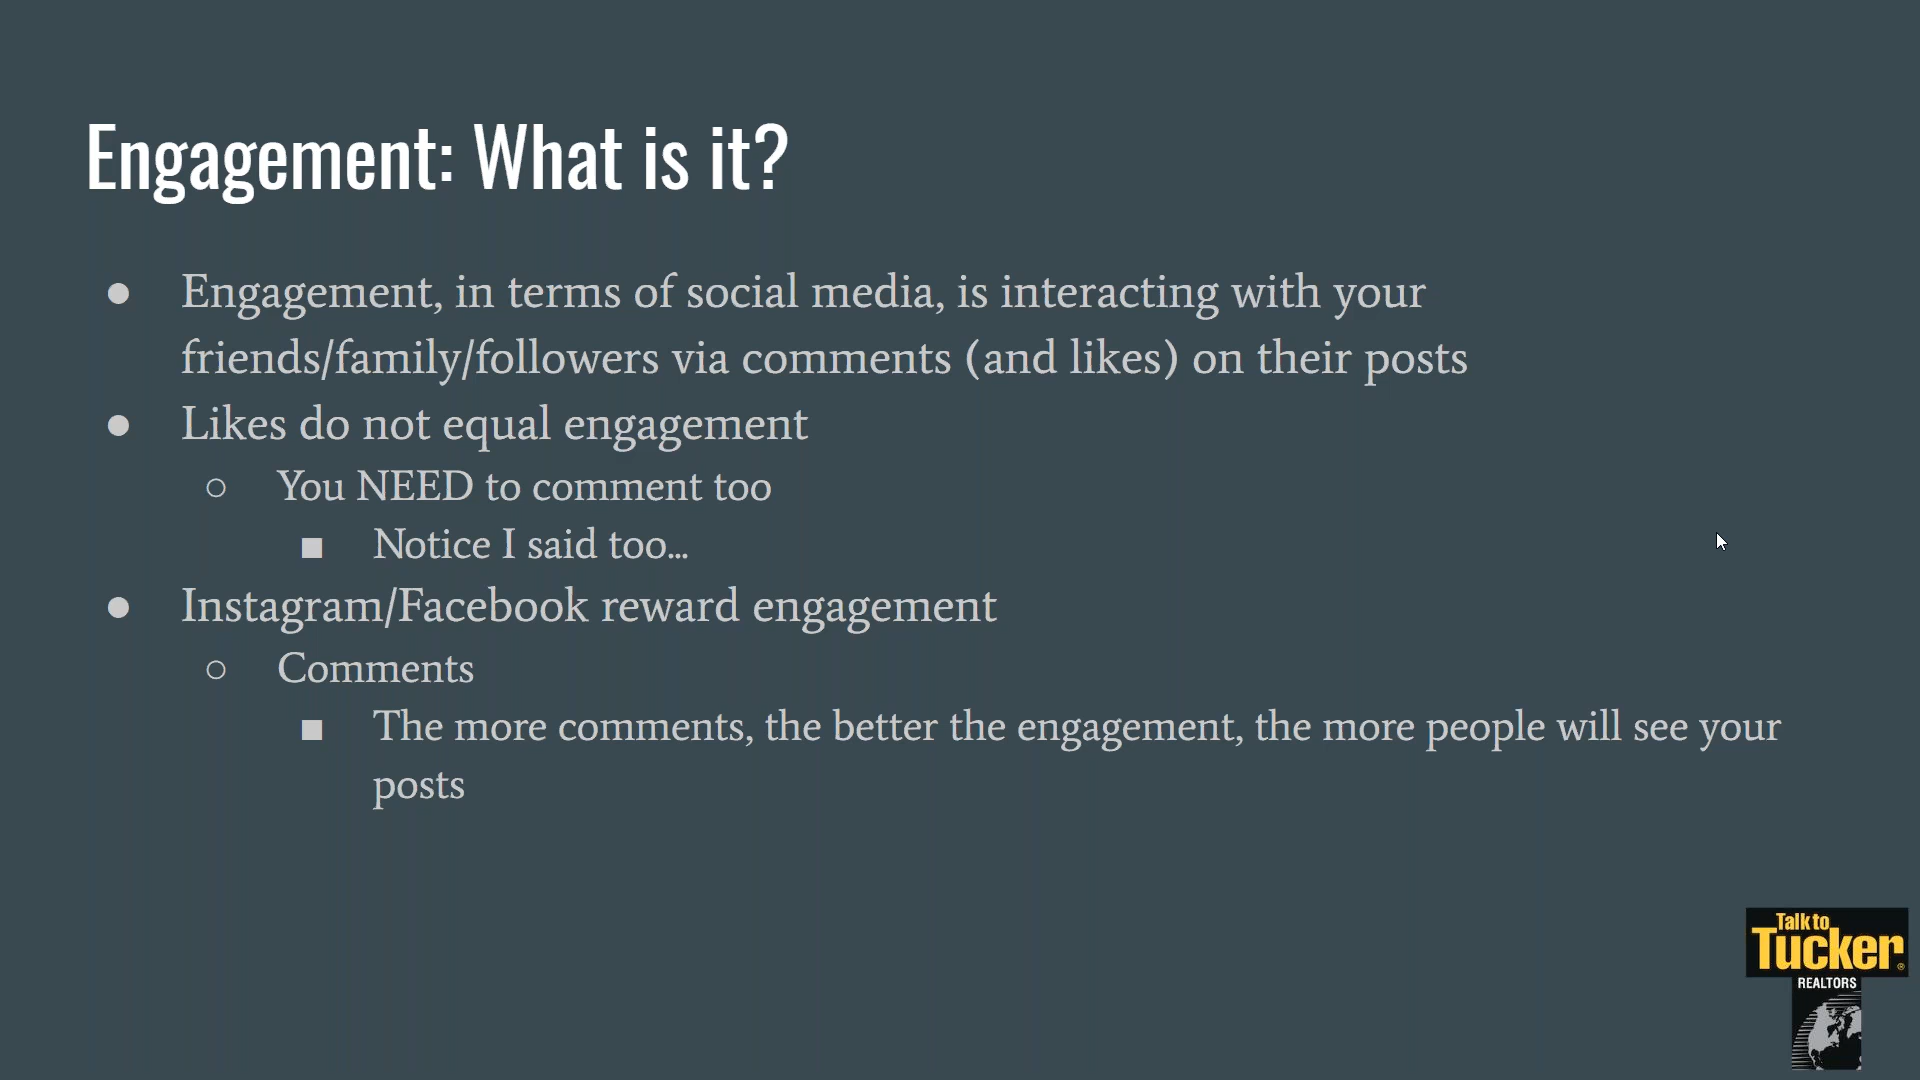 Engagement: What is it?
● Engagement, in terms of social media, is interacting with your
friends/family/followers via comments (and likes) on their posts
● Likes do not equal engagement
○ You NEED to comment too
■ Notice I said too...
● Instagram/Facebook reward engagement
○ Comments
■ The more comments, the better the engagement, the more people will see your
posts
Talk to
Tucker®
REALTORS